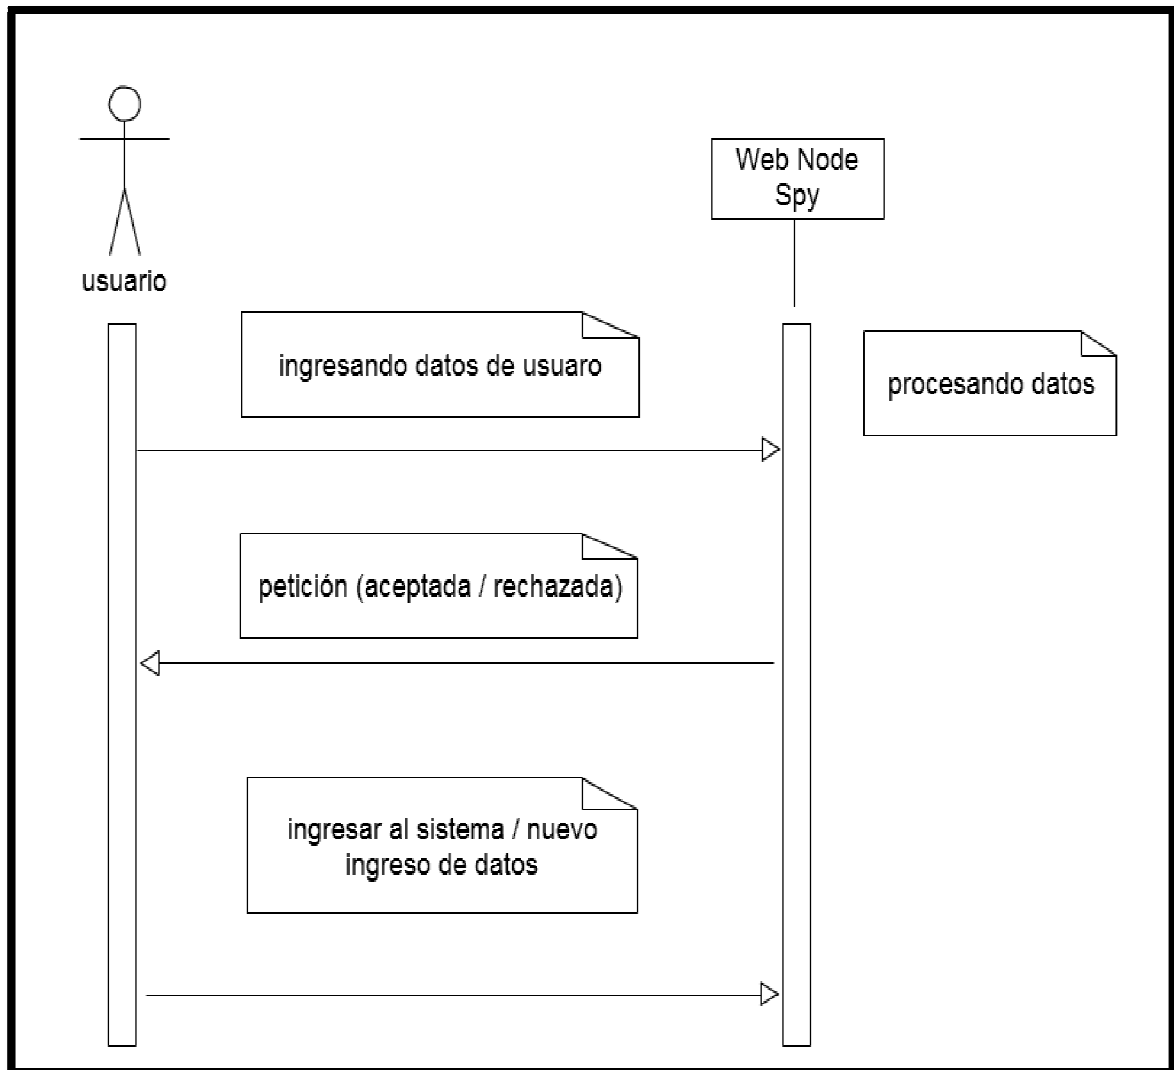 Web Node
Spy
usuario
ingresando datos de usuaro
procesando datos
petición (aceptada / rechazada)
ingresar al sistema / nuevo
ingreso de datos